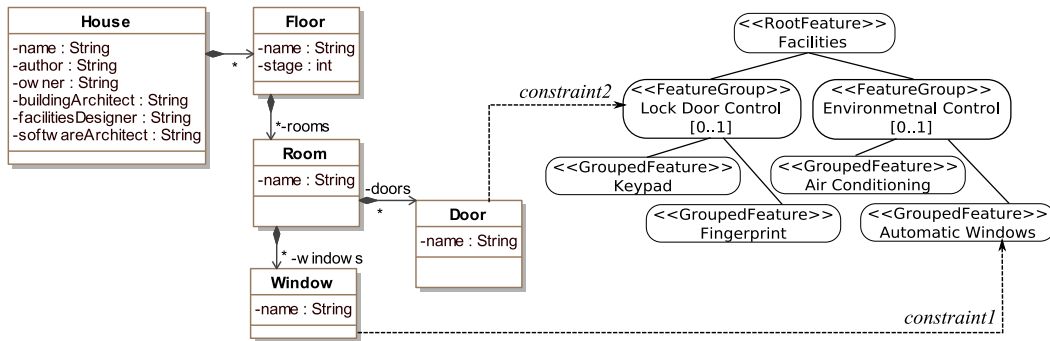 House
-name : String
-author : String
-owner : String
-buildingArchitect : String
-facilitiesDesigner : String
-softwareArchitect : String
*
Floor
-name : String
-stage : int
*-rooms
Room
-name : String
-doors
*
Door
-name : String
* -windows
Window
-name : String
<<RootFeature>>
Facilities
constraint2
<<FeatureGroup>>
Lock Door Control
[0..1]
<<FeatureGroup>>
Environmetnal Control
[0..1]
<<GroupedFeature>>
Keypad
<<GroupedFeature>>
Air Conditioning
<<GroupedFeature>>
Fingerprint
<<GroupedFeature>>
Automatic Windows
constraint1